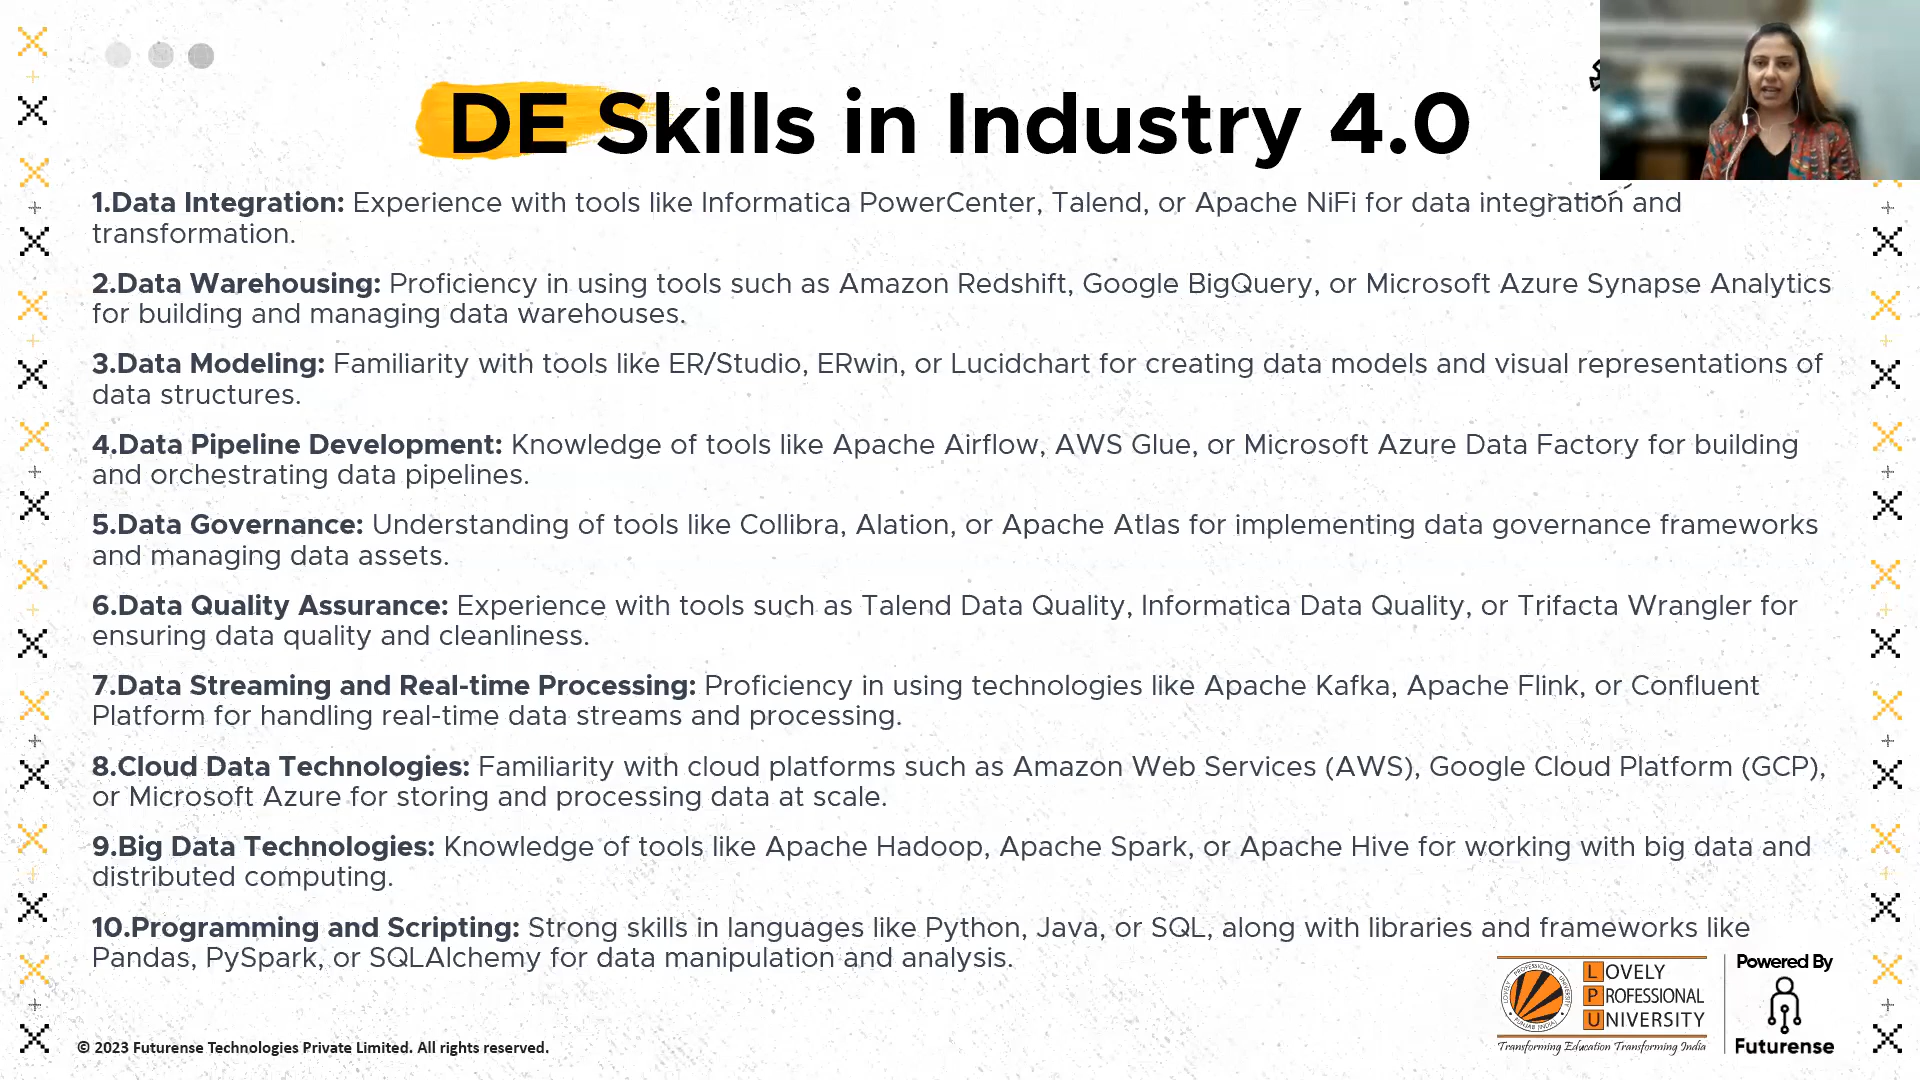 DE Skills in Industry 4.0
1.Data Integration: Experience with tools like Informatica PowerCenter, Talend, or Apache NiFi for data integration and
transformation.
2.Data Warehousing: Proficiency in using tools such as Amazon Redshift, Google BigQuery, or Microsoft Azure Synapse Analytics
for building and managing data warehouses.
3.Data Modeling: Familiarity with tools like ER/Studio, ERwin, or Lucidchart for creating data models and visual representations of
data structures.
4.Data Pipeline Development: Knowledge of tools like Apache Airflow, AWS Glue, or Microsoft Azure Data Factory for building
and orchestrating data pipelines.
5.Data Governance: Understanding of tools like Collibra, Alation, or Apache Atlas for implementing data governance frameworks
and managing data assets.
6.Data Quality Assurance: Experience with tools such as Talend Data Quality, Informatica Data Quality, or Trifacta Wrangler for
ensuring data quality and cleanliness.
7.Data Streaming and Real-time Processing: Proficiency in using technologies like Apache Kafka, Apache Flink, or Confluent
Platform for handling real-time data streams and processing.
8.Cloud Data Technologies: Familiarity with cloud platforms such as Amazon Web Services (AWS), Google Cloud Platform (GCP),
or Microsoft Azure for storing and processing data at scale.
9.Big Data Technologies: Knowledge of tools like Apache Hadoop, Apache Spark, or Apache Hive for working with big data and
distributed computing.
10.Programming and Scripting: Strong skills in languages like Python, Java, or SQL, along with libraries and frameworks like
Pandas, PySpark, or SQLAlchemy for data manipulation and analysis.
LOVELY
PROFESSIONAL
UNIVERSITY
Transforming Education Transforming India
LOVELY PROFESSIONAL UNIVERSITY
PUNJAB (INDIA)
Powered By
Futurense
© 2023 Futurense Technologies Private Limited. All rights reserved.